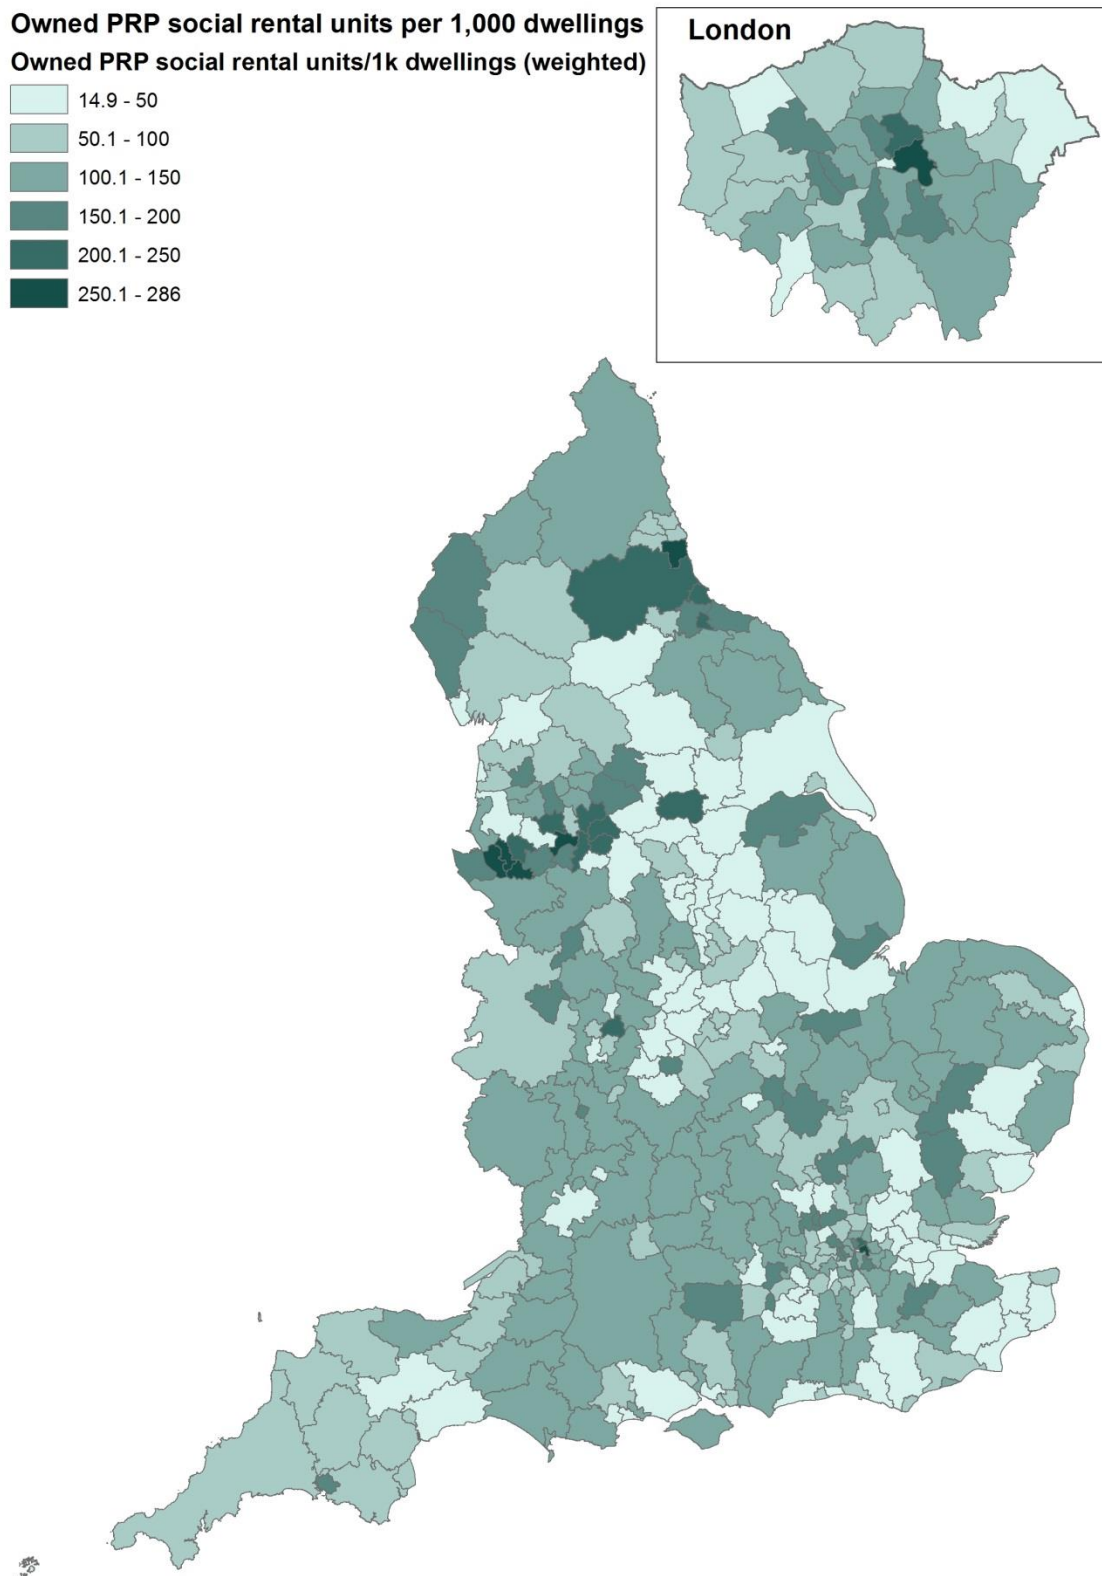 Owned PRP social rental units per 1,000 dwellings
Owned PRP social rental units/1k dwellings (weighted)
14.9 - 50
50.1 - 100
100.1 - 150
150.1 - 200
200.1 - 250
250.1 - 286
London